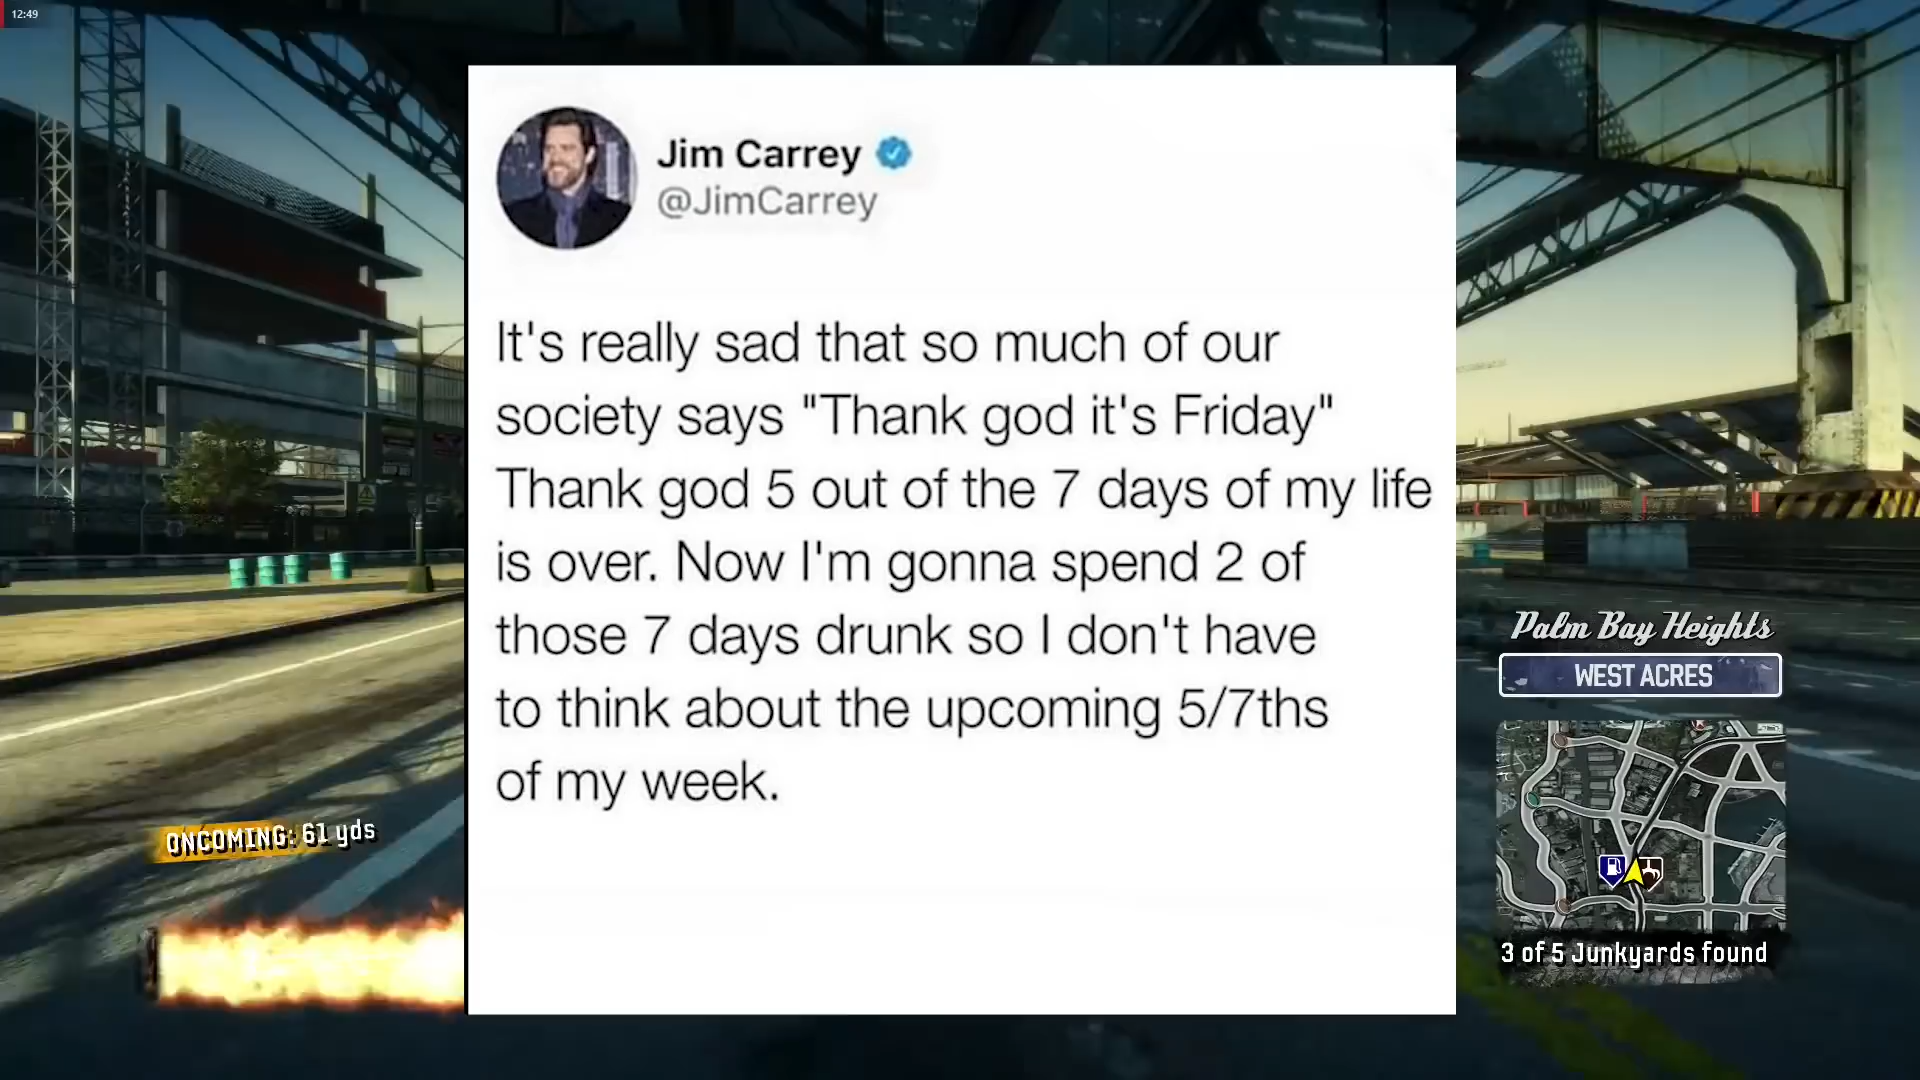 12:49
Jim Carrey
@JimCarrey
It's really sad that so much of our
society says "Thank god it's Friday"
Thank god 5 out of the 7 days of my life
is over. Now I'm gonna spend 2 of
those 7 days drunk so I don't have
to think about the upcoming 5/7ths
of my week.
Palm Bay Heights
WEST ACRES
ONCOMING: 61 yds
3 of 5 Junkyards found